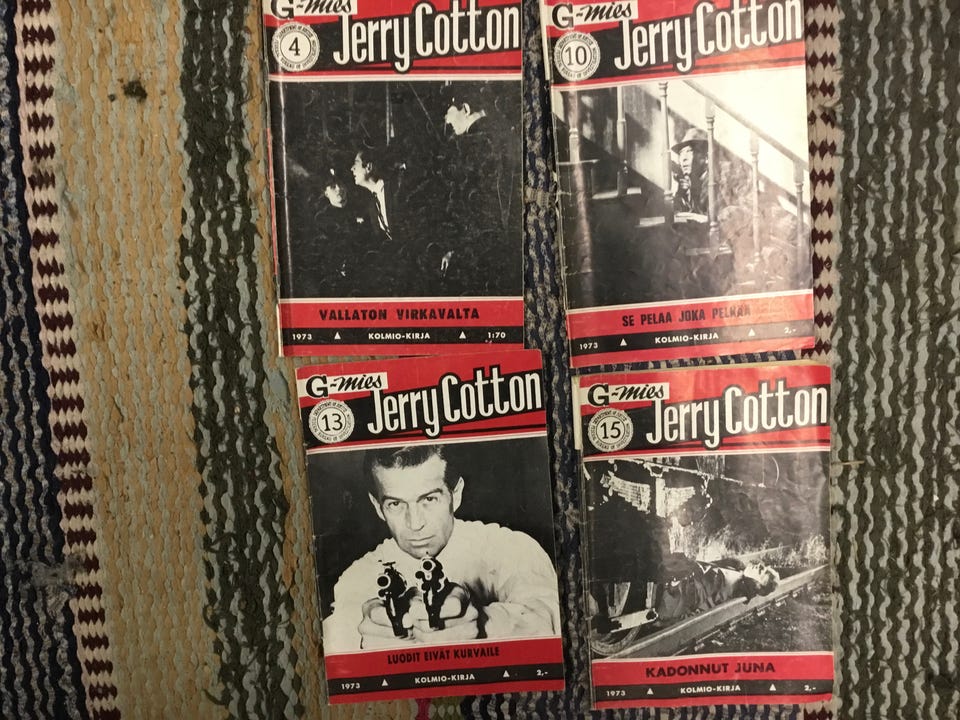 G-mies
Jerry Cotton
4
VALLATON VIRKAVALTA
1973 KOLMIO-KIRJA 1:70
G-mies
Jerry Cotton
10
SE PELAA JOKA PELKÄÄ
1973 KOLMIO-KIRJA 2,-
G-mies
Jerry Cotton
13
LUODIT EIVÄT KURVAILE
1973 KOLMIO-KIRJA 2,-
G-mies
Jerry Cotton
15
KADONNUT JUNA
1973 KOLMIO-KIRJA 2,-